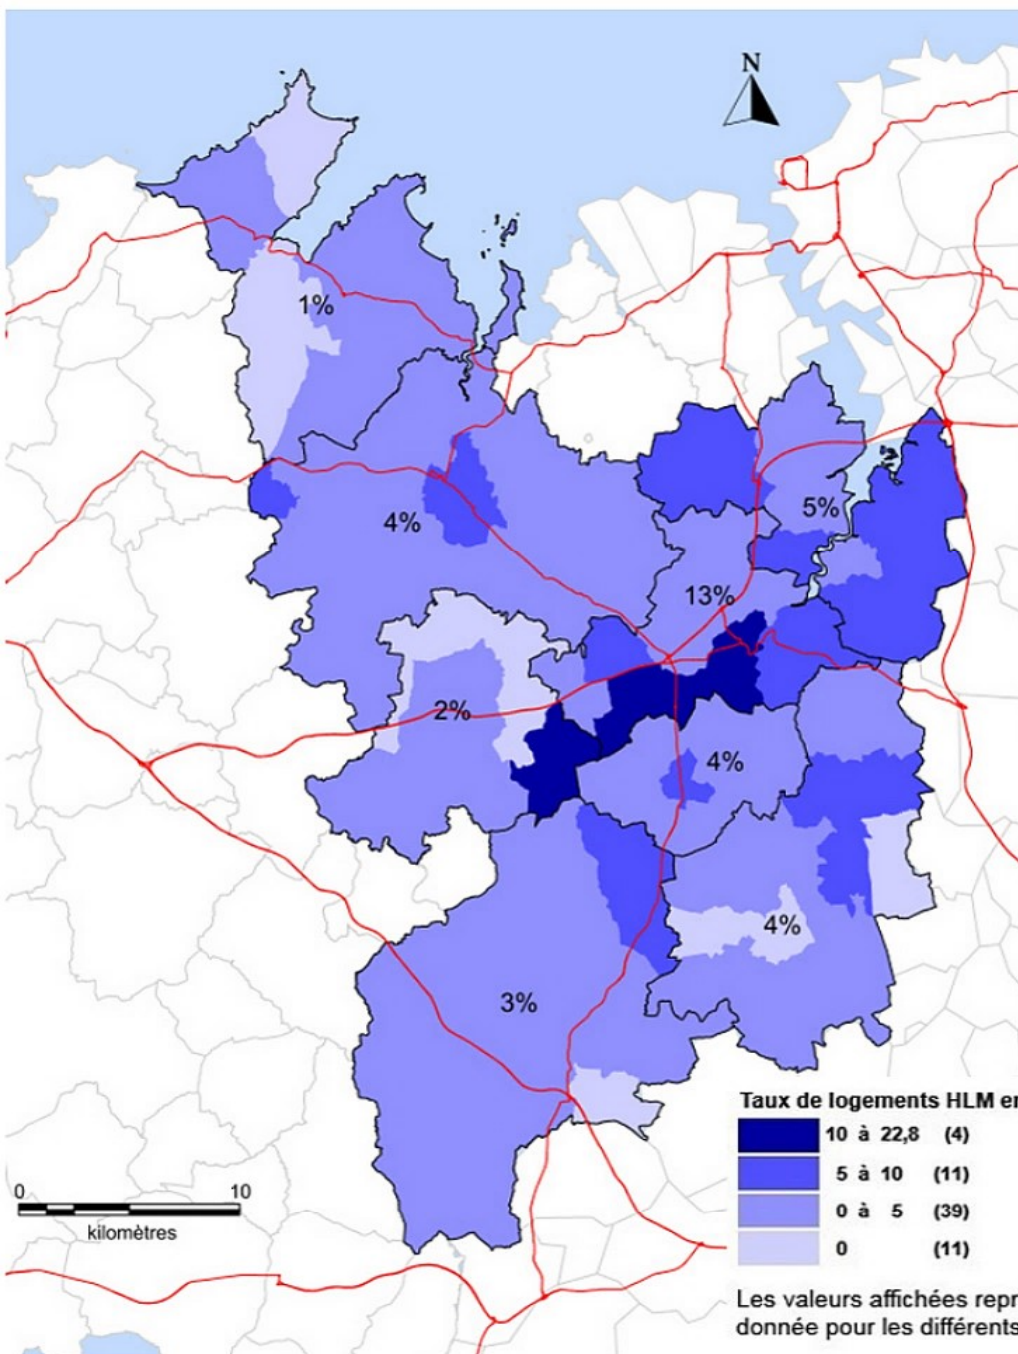 N
1%
4%
5%
13%
2%
4%
4%
3%
Taux de logements HLM en
10 à 22,8 (4)
5 à 10 (11)
0 à 5 (39)
0 (11)
0 10
kilomètres
Les valeurs affichées repr
donnée pour les différents